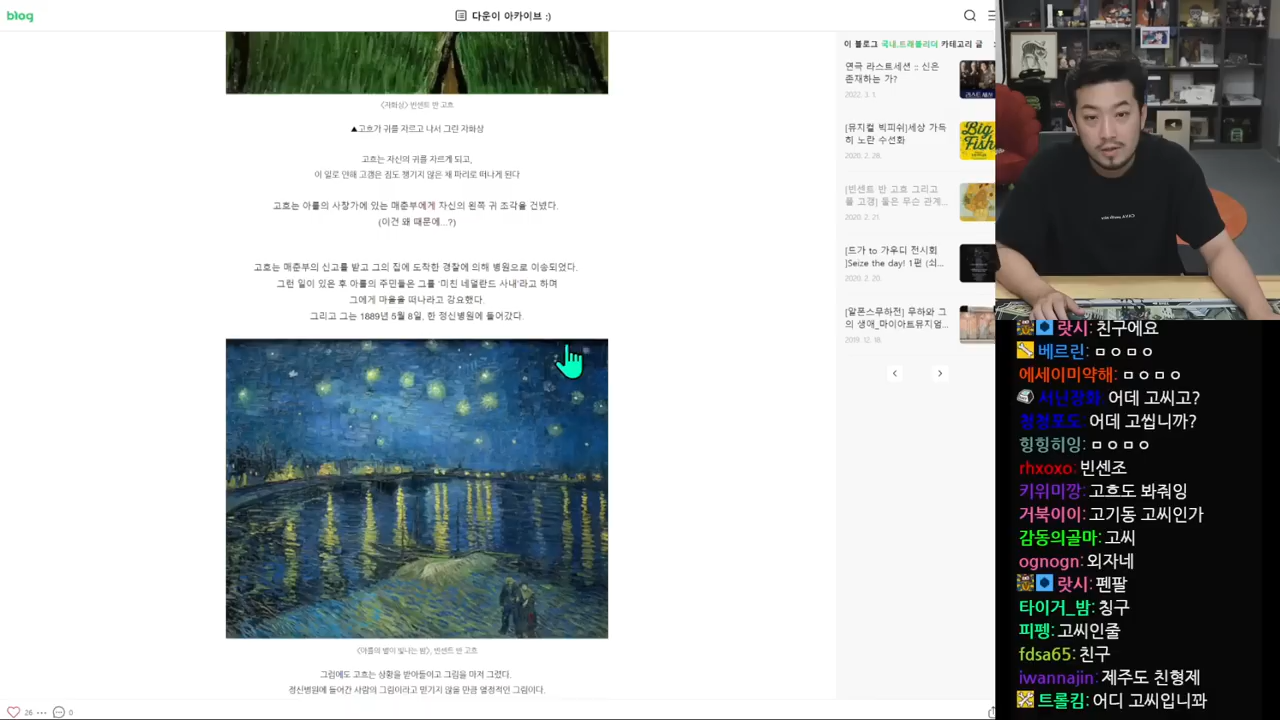 blog
다운이 아카이브 :)
<자화상> 빈센트 반 고흐
▲고흐가 귀를 자르고 나서 그린 자화상
고흐는 자신의 귀를 자르게 되고,
이 일로 인해 고갱은 짐도 챙기지 않은 채 파리로 떠나게 된다
고흐는 아를의 사창가에 있는 매춘부에게 자신의 왼쪽 귀 조각을 건넸다.
(이건 왜 때문에...?)
고흐는 매춘부의 신고를 받고 그의 집에 도착한 경찰에 의해 병원으로 이송되었다.
그런 일이 있은 후 아를의 주민들은 그를 '미친 네덜란드 사내'라고 하며
그에게 마을을 떠나라고 강요했다.
그리고 그는 1889년 5월 8일, 한 정신병원에 들어갔다.
<아를의 별이 빛나는 밤>, 빈센트 반 고흐
그럼에도 고흐는 상황을 받아들이고 그림을 마저 그렸다.
정신병원에 들어간 사람의 그림이라고 믿기지 않을 만큼 열정적인 그림이다.
26
0
이 블로그 국내.트래블리더 카테고리 글
연극 라스트세션 :: 신은
존재하는 가?
2022. 3. 1.
[뮤지컬 빅피쉬]세상 가득
히 노란 수선화
2020. 2. 28.
Big
Fish
[빈센트 반 고흐 그리고
폴 고갱] 둘은 무슨 관계...
2020. 2. 21.
[드가 to 가우디 전시회
]Seize the day! 1편 (쇠...
2020. 2. 20.
[알폰스무하전] 무하와 그
의 생애_마이아트뮤지엄...
2019. 12. 18.
랏시: 친구에요
베르린: ㅁㅇㅁㅇ
에세이미약해: ㅁㅇㅁㅇ
서넌장화: 어데 고씨고?
청청포도: 어데 고씹니까?
힝힝히잉: ㅁㅇㅁㅇ
rhxoxo: 빈센조
키위미깡: 고흐도 봐줘잉
거북이이: 고기동 고씨인가
감동의골마: 고씨
ognogn: 외자네
랏시: 펜팔
타이거_밤: 칭구
피펭: 고씨인줄
fdsa65: 친구
iwannajin: 제주도 친형제
트롤킴: 어디 고씨입니꽈